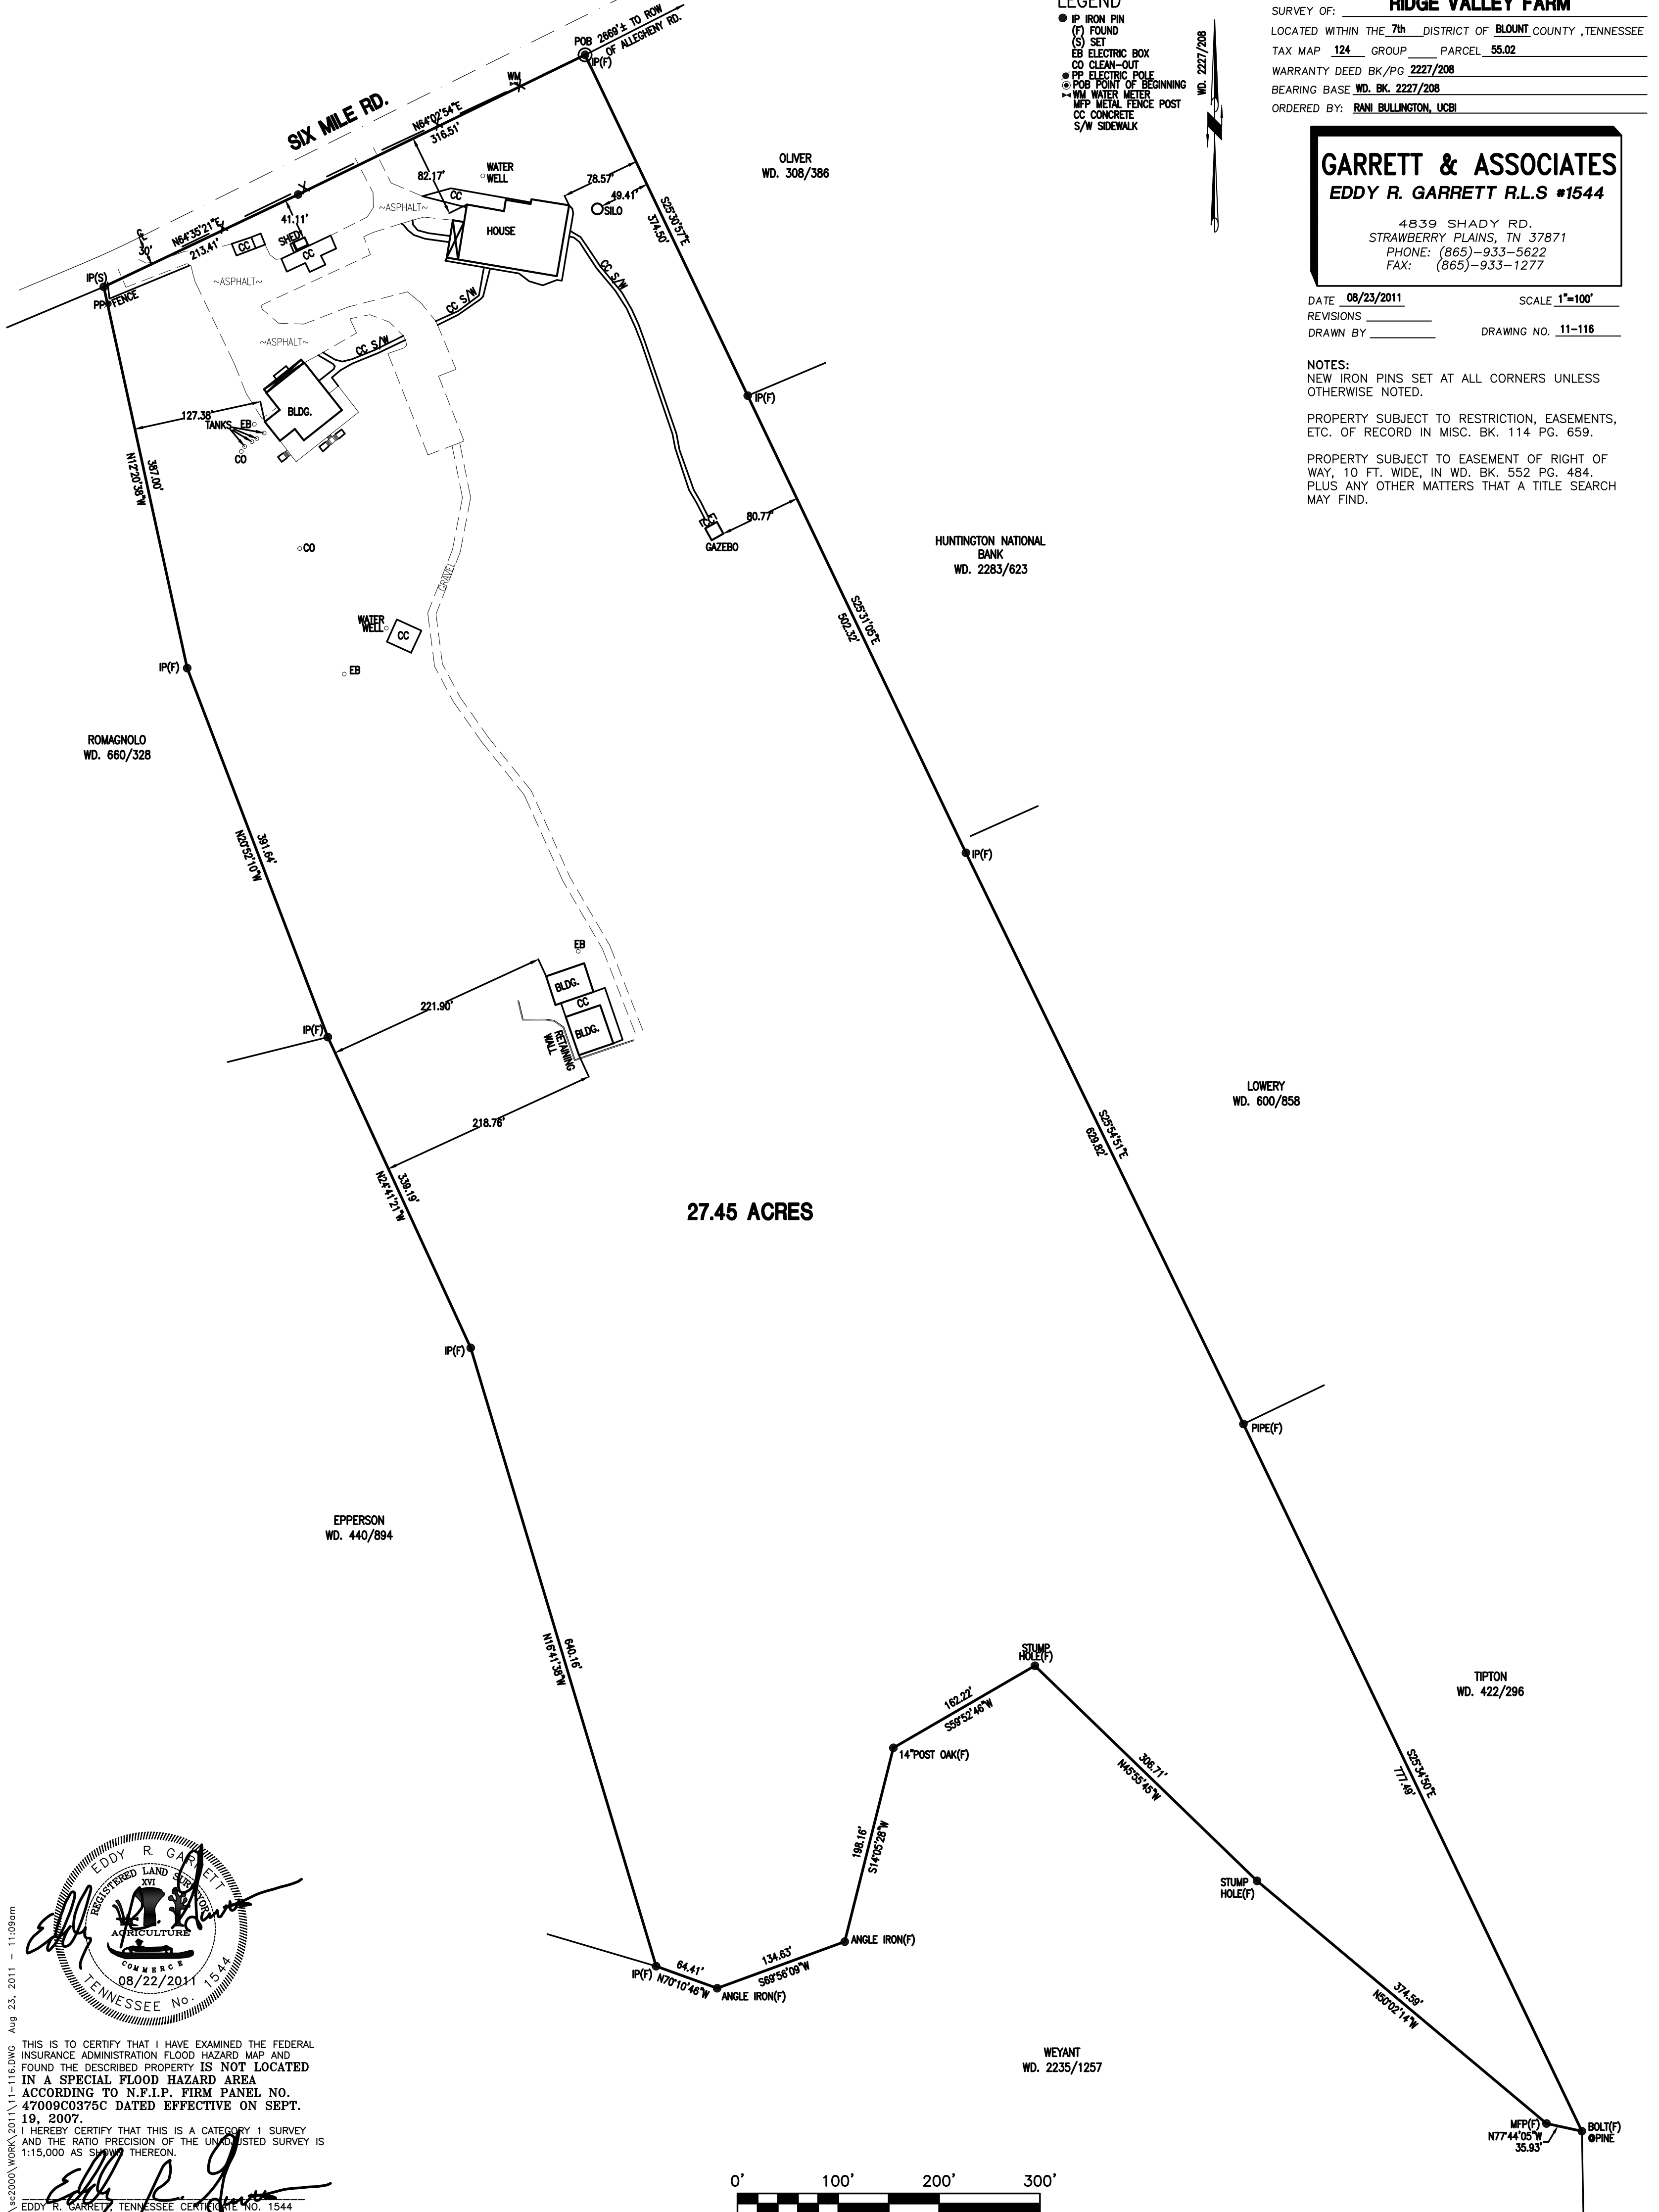 LEGEND
IP IRON PIN
(F) FOUND
(S) SET
EB ELECTRIC BOX
CO CLEAN-OUT
PP ELECTRIC POLE
POB POINT OF BEGINNING
WM WATER METER
MFP METAL FENCE POST
CC CONCRETE
S/W SIDEWALK
WD. 2227/208
SURVEY OF: RIDGE VALLEY FARM
LOCATED WITHIN THE 7th DISTRICT OF BLOUNT COUNTY ,TENNESSEE
TAX MAP 124 GROUP PARCEL 55.02
WARRANTY DEED BK/PG 2227/208
BEARING BASE WD. BK. 2227/208
ORDERED BY: RANI BULLINGTON, UCBI
GARRETT & ASSOCIATES
EDDY R. GARRETT R.L.S #1544
4839 SHADY RD.
STRAWBERRY PLAINS, TN 37871
PHONE: (865)-933-5622
FAX: (865)-933-1277
DATE 08/23/2011 SCALE 1"=100'
REVISIONS
DRAWN BY DRAWING NO. 11-116
NOTES:
NEW IRON PINS SET AT ALL CORNERS UNLESS
OTHERWISE NOTED.
PROPERTY SUBJECT TO RESTRICTION, EASEMENTS,
ETC. OF RECORD IN MISC. BK. 114 PG. 659.
PROPERTY SUBJECT TO EASEMENT OF RIGHT OF
WAY, 10 FT. WIDE, IN WD. BK. 552 PG. 484.
PLUS ANY OTHER MATTERS THAT A TITLE SEARCH
MAY FIND.
SIX MILE RD.
POB 2669'± TO ROW
OF ALLEGHENY RD.
IP(F)
WM
N64°02'54"E
316.51'
N64°35'21"E
213.41'
30'
IP(S)
PP
FENCE
41.11'
SHED
CC
CC
~ASPHALT~
~ASPHALT~
~ASPHALT~
82.17'
WATER
WELL
CC
HOUSE
78.57'
49.41'
SILO
S25°30'57"E
374.50'
OLIVER
WD. 308/386
CC S/W
CC S/W
CC S/W
BLDG.
127.38'
TANKS
EB
CO
N12°20'38"W
387.00'
IP(F)
CC
GAZEBO
80.77'
HUNTINGTON NATIONAL
BANK
WD. 2283/623
S25°31'05"E
502.32'
CO
GRAVEL
WATER
WELL
CC
EB
IP(F)
ROMAGNOLO
WD. 660/328
N20°52'10"W
391.64'
IP(F)
EB
BLDG.
CC
BLDG.
RETAINING
WALL
221.90'
218.76'
IP(F)
LOWERY
WD. 600/858
S25°54'51"E
629.82'
N24°41'21"W
339.19'
27.45 ACRES
IP(F)
PIPE(F)
EPPERSON
WD. 440/894
N16°41'38"W
640.16'
STUMP
HOLE(F)
162.22'
S59°52'46"W
14"POST OAK(F)
TIPTON
WD. 422/296
S25°34'50"E
777.49'
306.71'
N45°55'45"W
198.16'
S14°05'28"W
STUMP
HOLE(F)
ANGLE IRON(F)
134.63'
S69°56'09"W
64.41'
N70°10'46"W
IP(F)
ANGLE IRON(F)
374.59'
N50°02'14"W
WEYANT
WD. 2235/1257
MFP(F)
N77°44'05"W
35.93'
BOLT(F)
@PINE
EDDY R. GARRETT
REGISTERED LAND SURVEYOR
XVI
AGRICULTURE
COMMERCE
08/22/2011
TENNESSEE No. 1544
Eddy R. Garrett
THIS IS TO CERTIFY THAT I HAVE EXAMINED THE FEDERAL
INSURANCE ADMINISTRATION FLOOD HAZARD MAP AND
FOUND THE DESCRIBED PROPERTY IS NOT LOCATED
IN A SPECIAL FLOOD HAZARD AREA
ACCORDING TO N.F.I.P. FIRM PANEL NO.
47009C0375C DATED EFFECTIVE ON SEPT.
19, 2007.
I HEREBY CERTIFY THAT THIS IS A CATEGORY 1 SURVEY
AND THE RATIO PRECISION OF THE UNADJUSTED SURVEY IS
1:15,000 AS SHOWN THEREON.
Eddy R. Garrett
EDDY R. GARRETT, TENNESSEE CERTIFICATE NO. 1544
\sc2000\WORK\2011\11-116.DWG Aug 23, 2011 - 11:09am
0' 100' 200' 300'